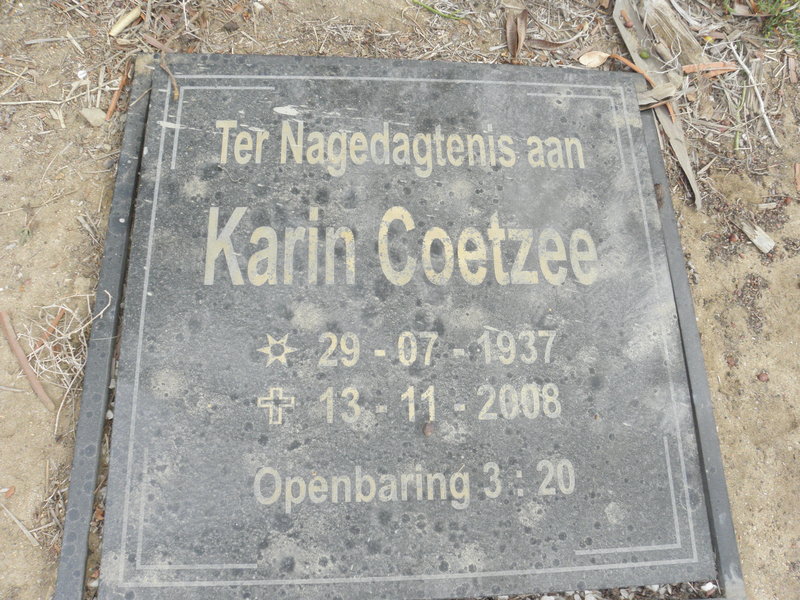 Ter Nagedagtenis aan
Karin Coetzee
29 - 07 - 1937
13 - 11 - 2008
Openbaring 3 : 20